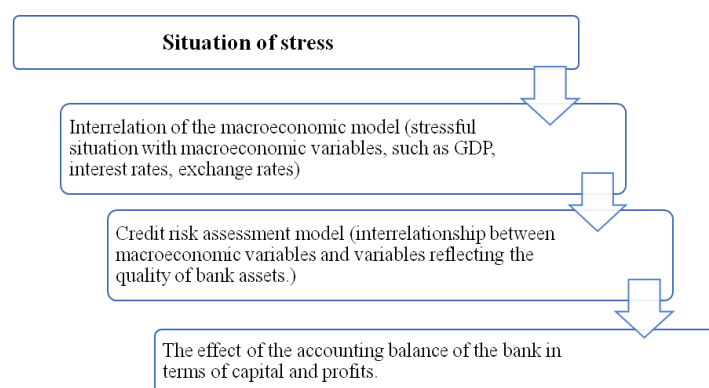 Situation of stress
Interrelation of the macroeconomic model (stressful
situation with macroeconomic variables, such as GDP,
interest rates, exchange rates)
Credit risk assessment model (interrelationship between
macroeconomic variables and variables reflecting the
quality of bank assets.)
The effect of the accounting balance of the bank in
terms of capital and profits.